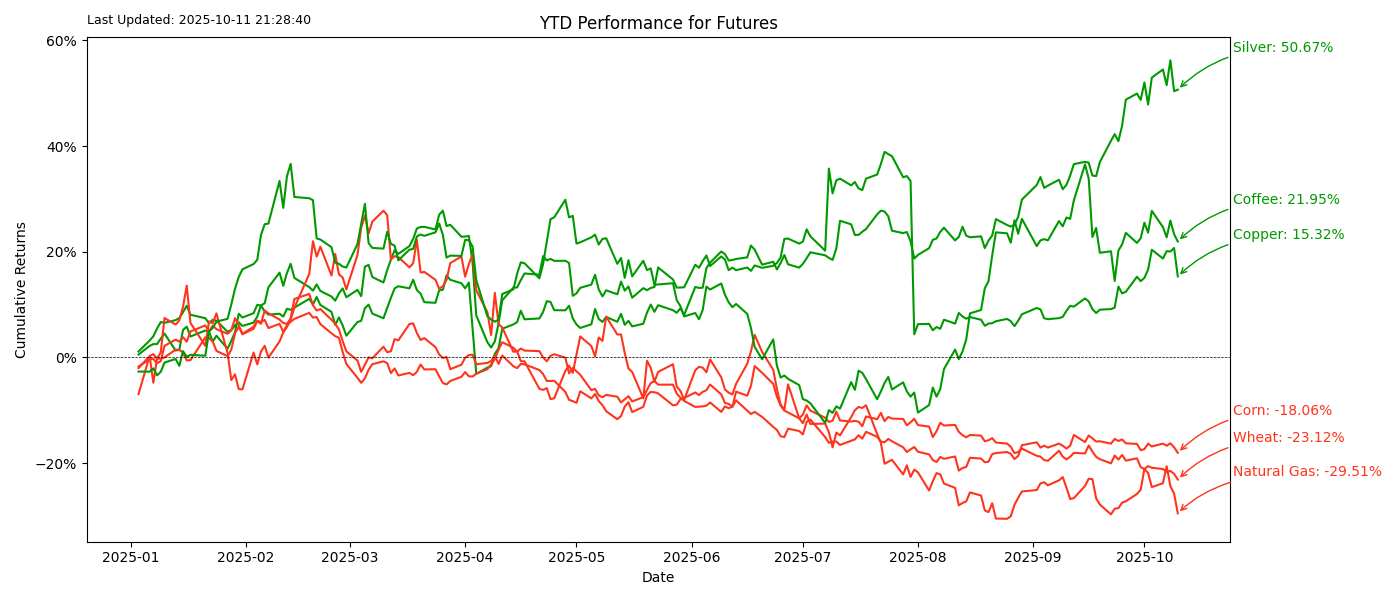 Last Updated: 2025-10-11 21:28:40
YTD Performance for Futures
60%
40%
20%
0%
−20%
Cumulative Returns
Silver: 50.67%
Coffee: 21.95%
Copper: 15.32%
Corn: -18.06%
Wheat: -23.12%
Natural Gas: -29.51%
2025-01 2025-02 2025-03 2025-04 2025-05 2025-06 2025-07 2025-08 2025-09 2025-10
Date